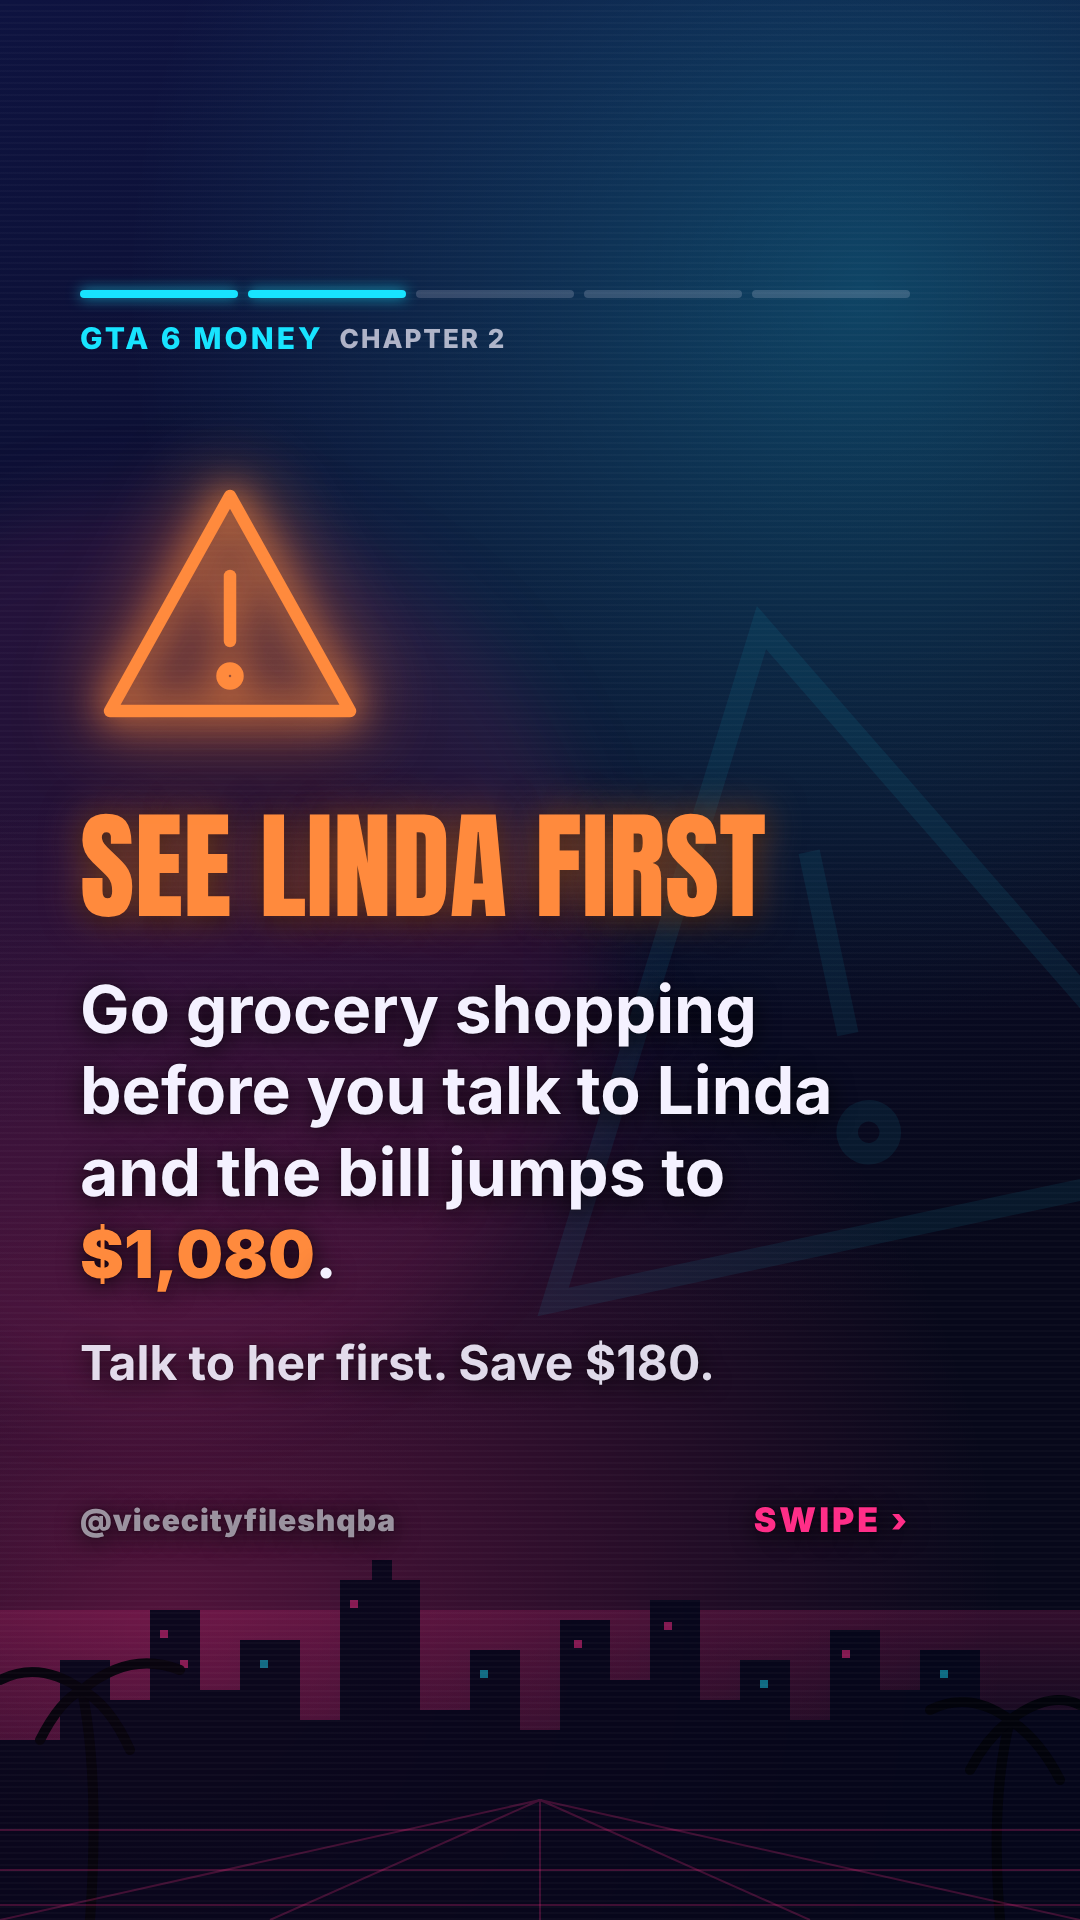 GTA 6 MONEY CHAPTER 2
SEE LINDA FIRST
Go grocery shopping
before you talk to Linda
and the bill jumps to
$1,080.
Talk to her first. Save $180.
@vicecityfileshqba
SWIPE ›